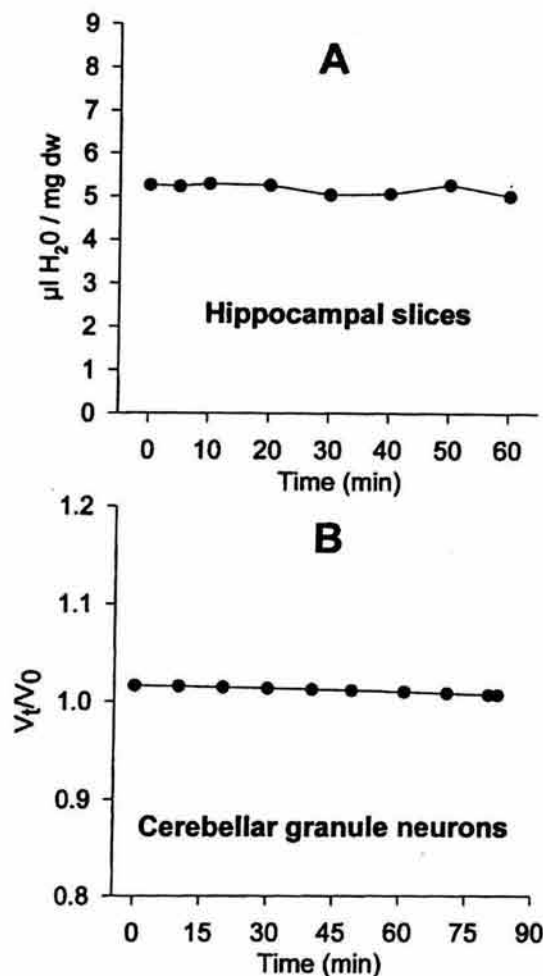 A
9
8
7
6
5
4
3
2
1
0
µl H₂0 / mg dw
Hippocampal slices
0 10 20 30 40 50 60
Time (min)
B
1.2
1.1
1.0
0.9
0.8
Vt/V0
Cerebellar granule neurons
0 15 30 45 60 75 90
Time (min)